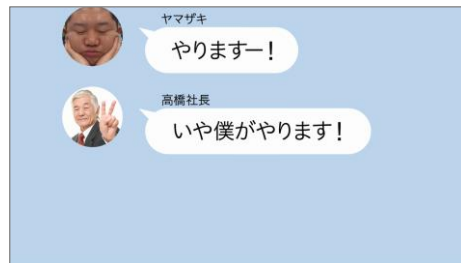 ヤマザキ
やりますー！
高橋社長
いや僕がやります！